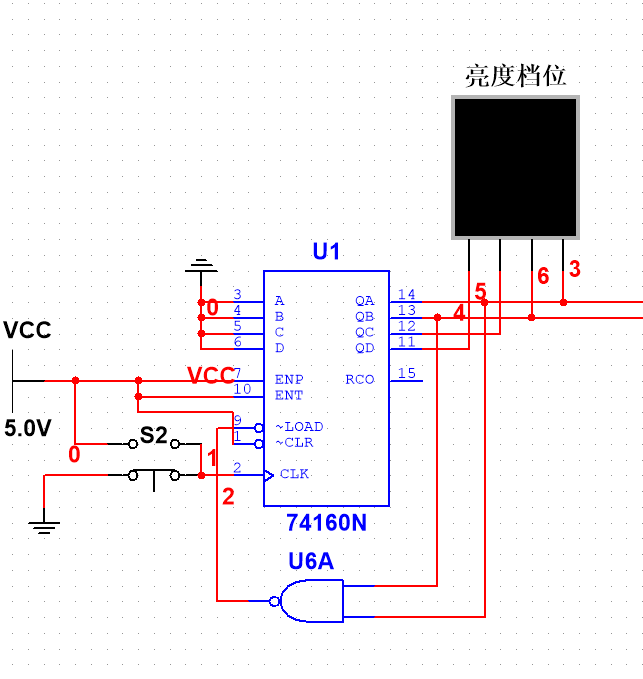 亮度档位
U1
3 A QA 14
0
4 B QB 13
5 C QC 12
6 D QD 11
5
4
6
3
VCC
VCC
7 ENP RCO 15
10 ENT
5.0V
9 ~LOAD
1 ~CLR
S2
0
1
2 CLK
2
74160N
U6A